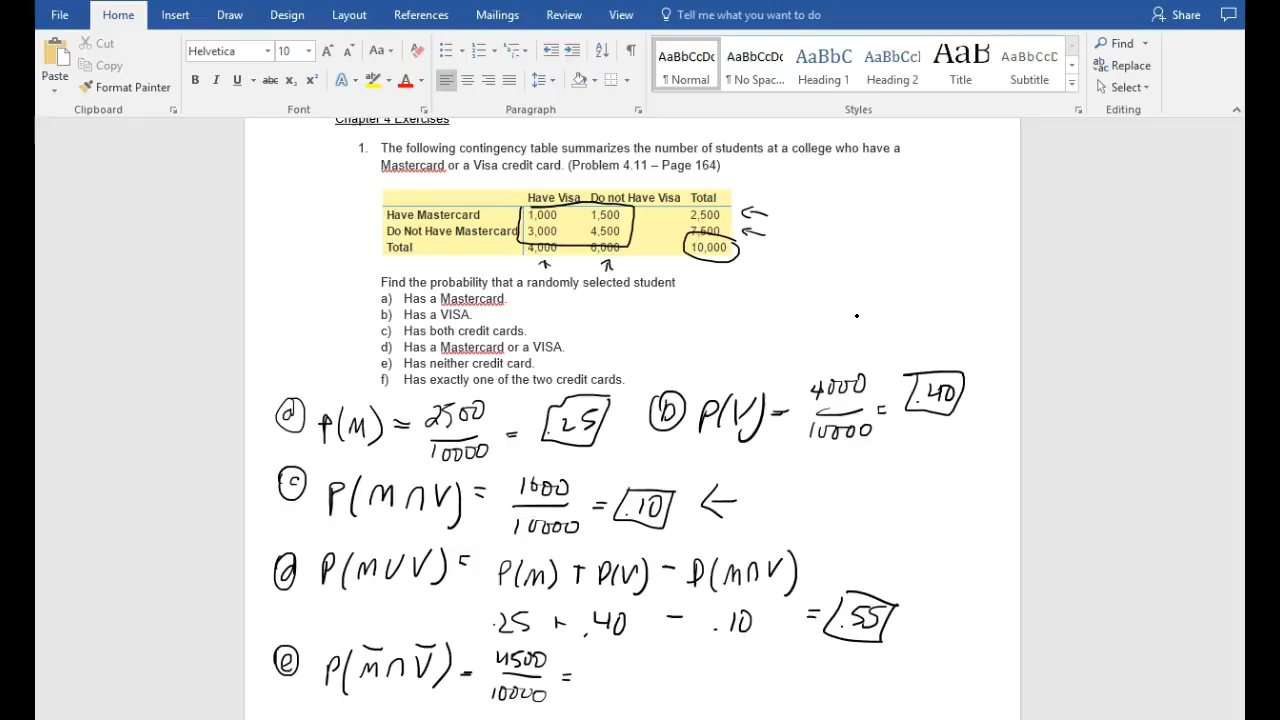 File Home Insert Draw Design Layout References Mailings Review View Tell me what you want to do Share
Cut
Copy
Paste
Format Painter
Clipboard
Helvetica 10 Aa
B I U abc x₂ x² A A
Font
Paragraph
AaBbCcDc AaBbCcDc AaBbC AaBbCcI AaB AaBbCcD
¶ Normal ¶ No Spac... Heading 1 Heading 2 Title Subtitle
Styles
Find
Replace
Select
Editing
Chapter 4 Exercises
1. The following contingency table summarizes the number of students at a college who have a
Mastercard or a Visa credit card. (Problem 4.11 – Page 164)
Have Visa Do not Have Visa Total
Have Mastercard 1,000 1,500 2,500 ←
Do Not Have Mastercard 3,000 4,500 7,500 ←
Total 4,000 6,000 10,000
↑ ↑
Find the probability that a randomly selected student
a) Has a Mastercard.
b) Has a VISA.
c) Has both credit cards.
d) Has a Mastercard or a VISA.
e) Has neither credit card.
f) Has exactly one of the two credit cards.
a P(M) = 2500/10000 = .25
b P(V) = 4000/10000 = .40
c P(M∩V) = 1000/10000 = .10 ←
d P(M∪V) = P(M) + P(V) - P(M∩V)
.25 + .40 - .10 = .55
e P(M̅∩V̅) = 4500/10000 =